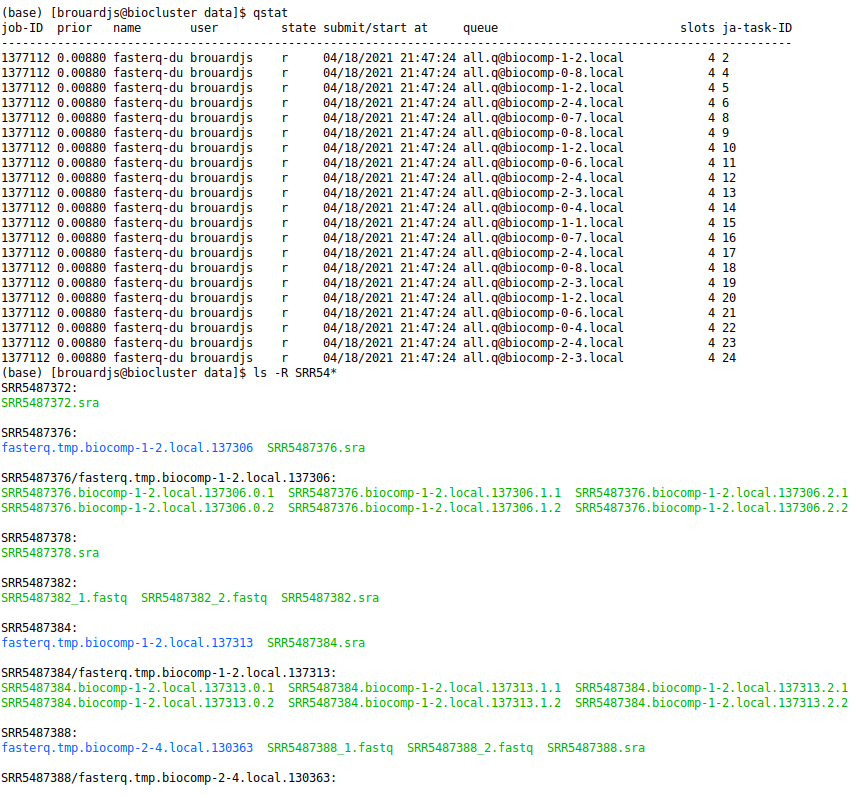 (base) [brouardjs@biocluster data]$ qstat
job-ID  prior   name       user         state submit/start at     queue                          slots ja-task-ID
-----------------------------------------------------------------------------------------------------------------
1377112 0.00880 fasterq-du brouardjs    r     04/18/2021 21:47:24 all.q@biocomp-1-2.local            4 2
1377112 0.00880 fasterq-du brouardjs    r     04/18/2021 21:47:24 all.q@biocomp-0-8.local            4 4
1377112 0.00880 fasterq-du brouardjs    r     04/18/2021 21:47:24 all.q@biocomp-1-2.local            4 5
1377112 0.00880 fasterq-du brouardjs    r     04/18/2021 21:47:24 all.q@biocomp-2-4.local            4 6
1377112 0.00880 fasterq-du brouardjs    r     04/18/2021 21:47:24 all.q@biocomp-0-7.local            4 8
1377112 0.00880 fasterq-du brouardjs    r     04/18/2021 21:47:24 all.q@biocomp-0-8.local            4 9
1377112 0.00880 fasterq-du brouardjs    r     04/18/2021 21:47:24 all.q@biocomp-1-2.local            4 10
1377112 0.00880 fasterq-du brouardjs    r     04/18/2021 21:47:24 all.q@biocomp-0-6.local            4 11
1377112 0.00880 fasterq-du brouardjs    r     04/18/2021 21:47:24 all.q@biocomp-2-4.local            4 12
1377112 0.00880 fasterq-du brouardjs    r     04/18/2021 21:47:24 all.q@biocomp-2-3.local            4 13
1377112 0.00880 fasterq-du brouardjs    r     04/18/2021 21:47:24 all.q@biocomp-0-4.local            4 14
1377112 0.00880 fasterq-du brouardjs    r     04/18/2021 21:47:24 all.q@biocomp-1-1.local            4 15
1377112 0.00880 fasterq-du brouardjs    r     04/18/2021 21:47:24 all.q@biocomp-0-7.local            4 16
1377112 0.00880 fasterq-du brouardjs    r     04/18/2021 21:47:24 all.q@biocomp-2-4.local            4 17
1377112 0.00880 fasterq-du brouardjs    r     04/18/2021 21:47:24 all.q@biocomp-0-8.local            4 18
1377112 0.00880 fasterq-du brouardjs    r     04/18/2021 21:47:24 all.q@biocomp-2-3.local            4 19
1377112 0.00880 fasterq-du brouardjs    r     04/18/2021 21:47:24 all.q@biocomp-1-2.local            4 20
1377112 0.00880 fasterq-du brouardjs    r     04/18/2021 21:47:24 all.q@biocomp-0-6.local            4 21
1377112 0.00880 fasterq-du brouardjs    r     04/18/2021 21:47:24 all.q@biocomp-0-4.local            4 22
1377112 0.00880 fasterq-du brouardjs    r     04/18/2021 21:47:24 all.q@biocomp-2-4.local            4 23
1377112 0.00880 fasterq-du brouardjs    r     04/18/2021 21:47:24 all.q@biocomp-2-3.local            4 24
(base) [brouardjs@biocluster data]$ ls -R SRR54*
SRR5487372:
SRR5487372.sra

SRR5487376:
fasterq.tmp.biocomp-1-2.local.137306  SRR5487376.sra

SRR5487376/fasterq.tmp.biocomp-1-2.local.137306:
SRR5487376.biocomp-1-2.local.137306.0.1  SRR5487376.biocomp-1-2.local.137306.1.1  SRR5487376.biocomp-1-2.local.137306.2.1
SRR5487376.biocomp-1-2.local.137306.0.2  SRR5487376.biocomp-1-2.local.137306.1.2  SRR5487376.biocomp-1-2.local.137306.2.2

SRR5487378:
SRR5487378.sra

SRR5487382:
SRR5487382_1.fastq  SRR5487382_2.fastq  SRR5487382.sra

SRR5487384:
fasterq.tmp.biocomp-1-2.local.137313  SRR5487384.sra

SRR5487384/fasterq.tmp.biocomp-1-2.local.137313:
SRR5487384.biocomp-1-2.local.137313.0.1  SRR5487384.biocomp-1-2.local.137313.1.1  SRR5487384.biocomp-1-2.local.137313.2.1
SRR5487384.biocomp-1-2.local.137313.0.2  SRR5487384.biocomp-1-2.local.137313.1.2  SRR5487384.biocomp-1-2.local.137313.2.2

SRR5487388:
fasterq.tmp.biocomp-2-4.local.130363  SRR5487388_1.fastq  SRR5487388_2.fastq  SRR5487388.sra

SRR5487388/fasterq.tmp.biocomp-2-4.local.130363: